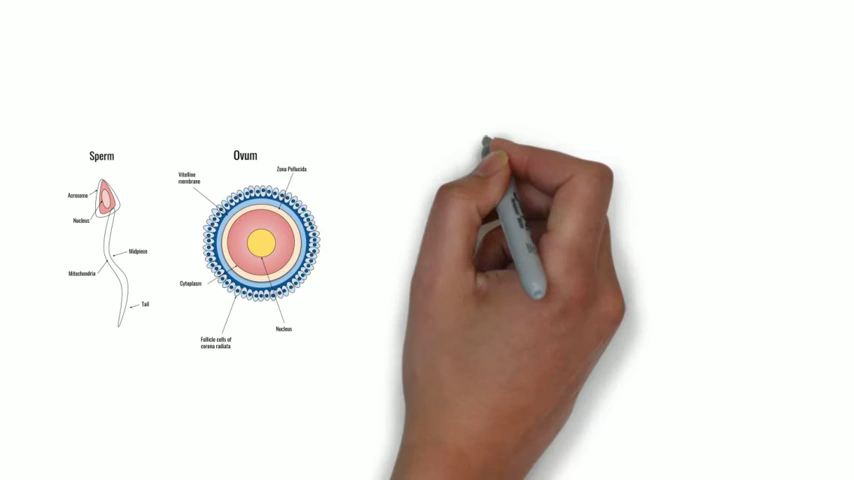 Sperm
Ovum
Vitelline
membrane
Zona Pellucida
Acrosome
Nucleus
Midpiece
Mitochondria
Cytoplasm
Tail
Nucleus
Follicle cells of
corona radiata